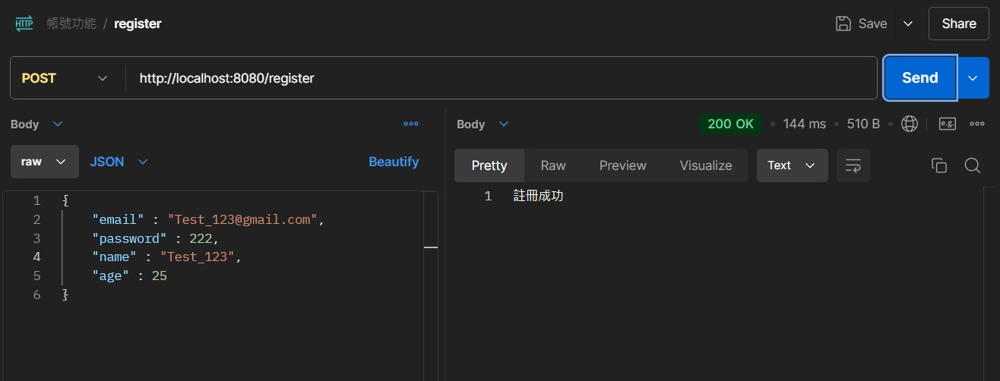 HTTP 帳號功能 / register Save Share
POST http://localhost:8080/register Send
Body ooo Body 200 OK • 144 ms • 510 B • e.g. ooo
raw JSON Beautify Pretty Raw Preview Visualize Text
1 {
2 "email" : "Test_123@gmail.com",
3 "password" : 222,
4 "name" : "Test_123",
5 "age" : 25
6 }
1 註冊成功